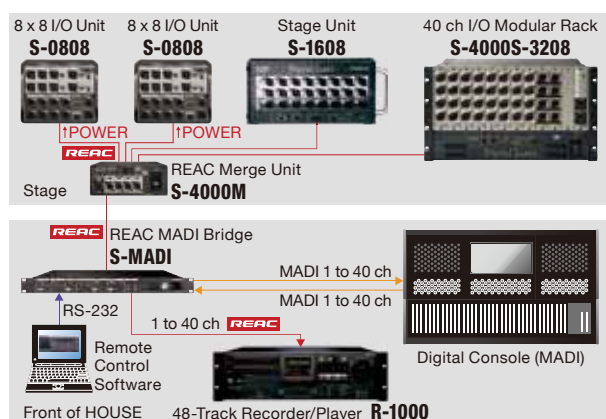 8 x 8 I/O Unit
S-0808
8 x 8 I/O Unit
S-0808
Stage Unit
S-1608
40 ch I/O Modular Rack
S-4000S-3208
↑POWER
↑POWER
REAC
REAC Merge Unit
S-4000M
Stage
REAC
REAC MADI Bridge
S-MADI
MADI 1 to 40 ch
MADI 1 to 40 ch
RS-232
1 to 40 ch REAC
Remote
Control
Software
Digital Console (MADI)
Front of HOUSE
48-Track Recorder/Player R-1000